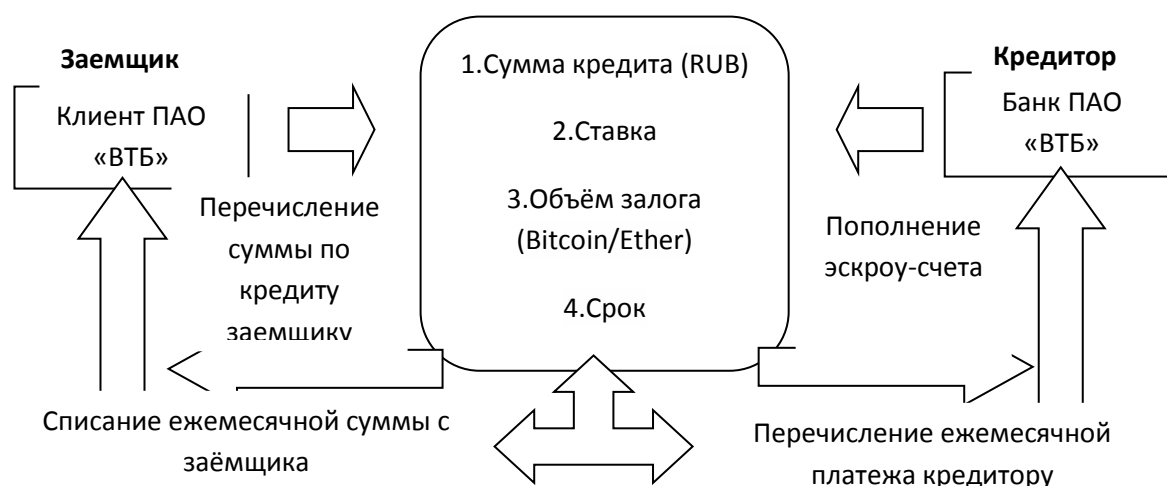 Заемщик
Клиент ПАО
«ВТБ»
Перечисление
суммы по
кредиту
заемщику
1.Сумма кредита (RUB)
2.Ставка
3.Объём залога
(Bitcoin/Ether)
4.Срок
Кредитор
Банк ПАО
«ВТБ»
Пополнение
эскроу-счета
Списание ежемесячной суммы с
заёмщика
Перечисление ежемесячной
платежа кредитору